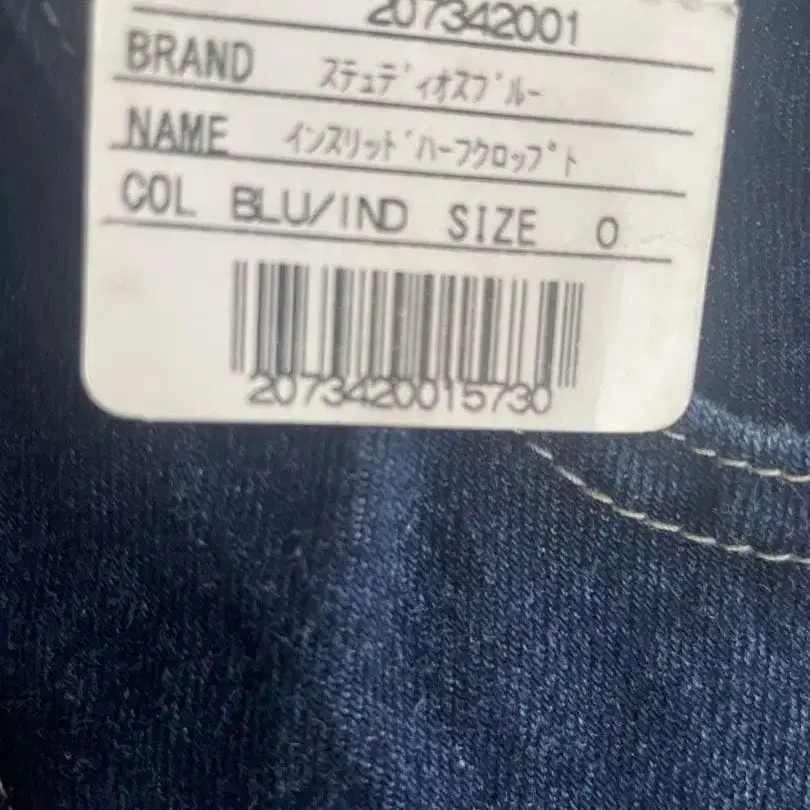 207342001
BRAND ｽﾃｭﾃﾞｨｵｽﾌﾞﾙｰ
NAME ｲﾝｽﾘｯﾄﾞﾊｰﾌｸﾛｯﾌﾟﾄ
COL BLU/IND SIZE 0
2073420015730